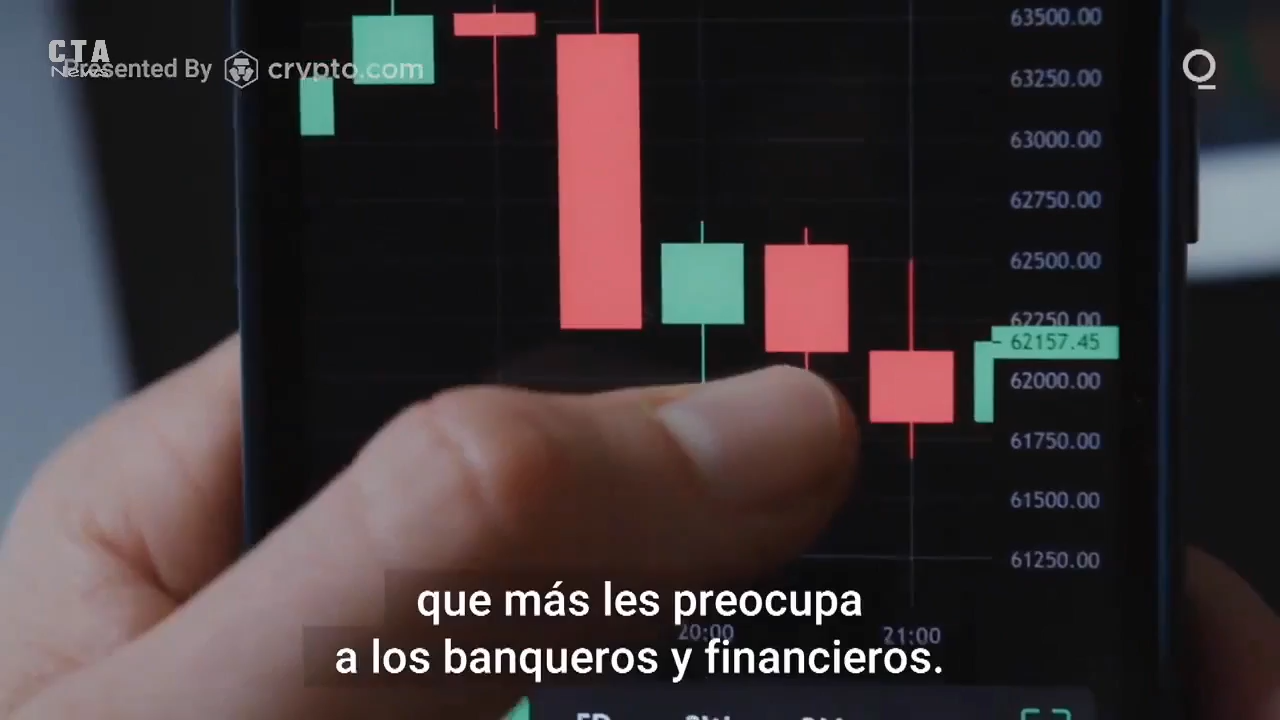 CTA
News
Presented By crypto.com
63500.00
63250.00
63000.00
62750.00
62500.00
62250.00
62157.45
62000.00
61750.00
61500.00
61250.00
20:00 21:00
que más les preocupa
a los banqueros y financieros.